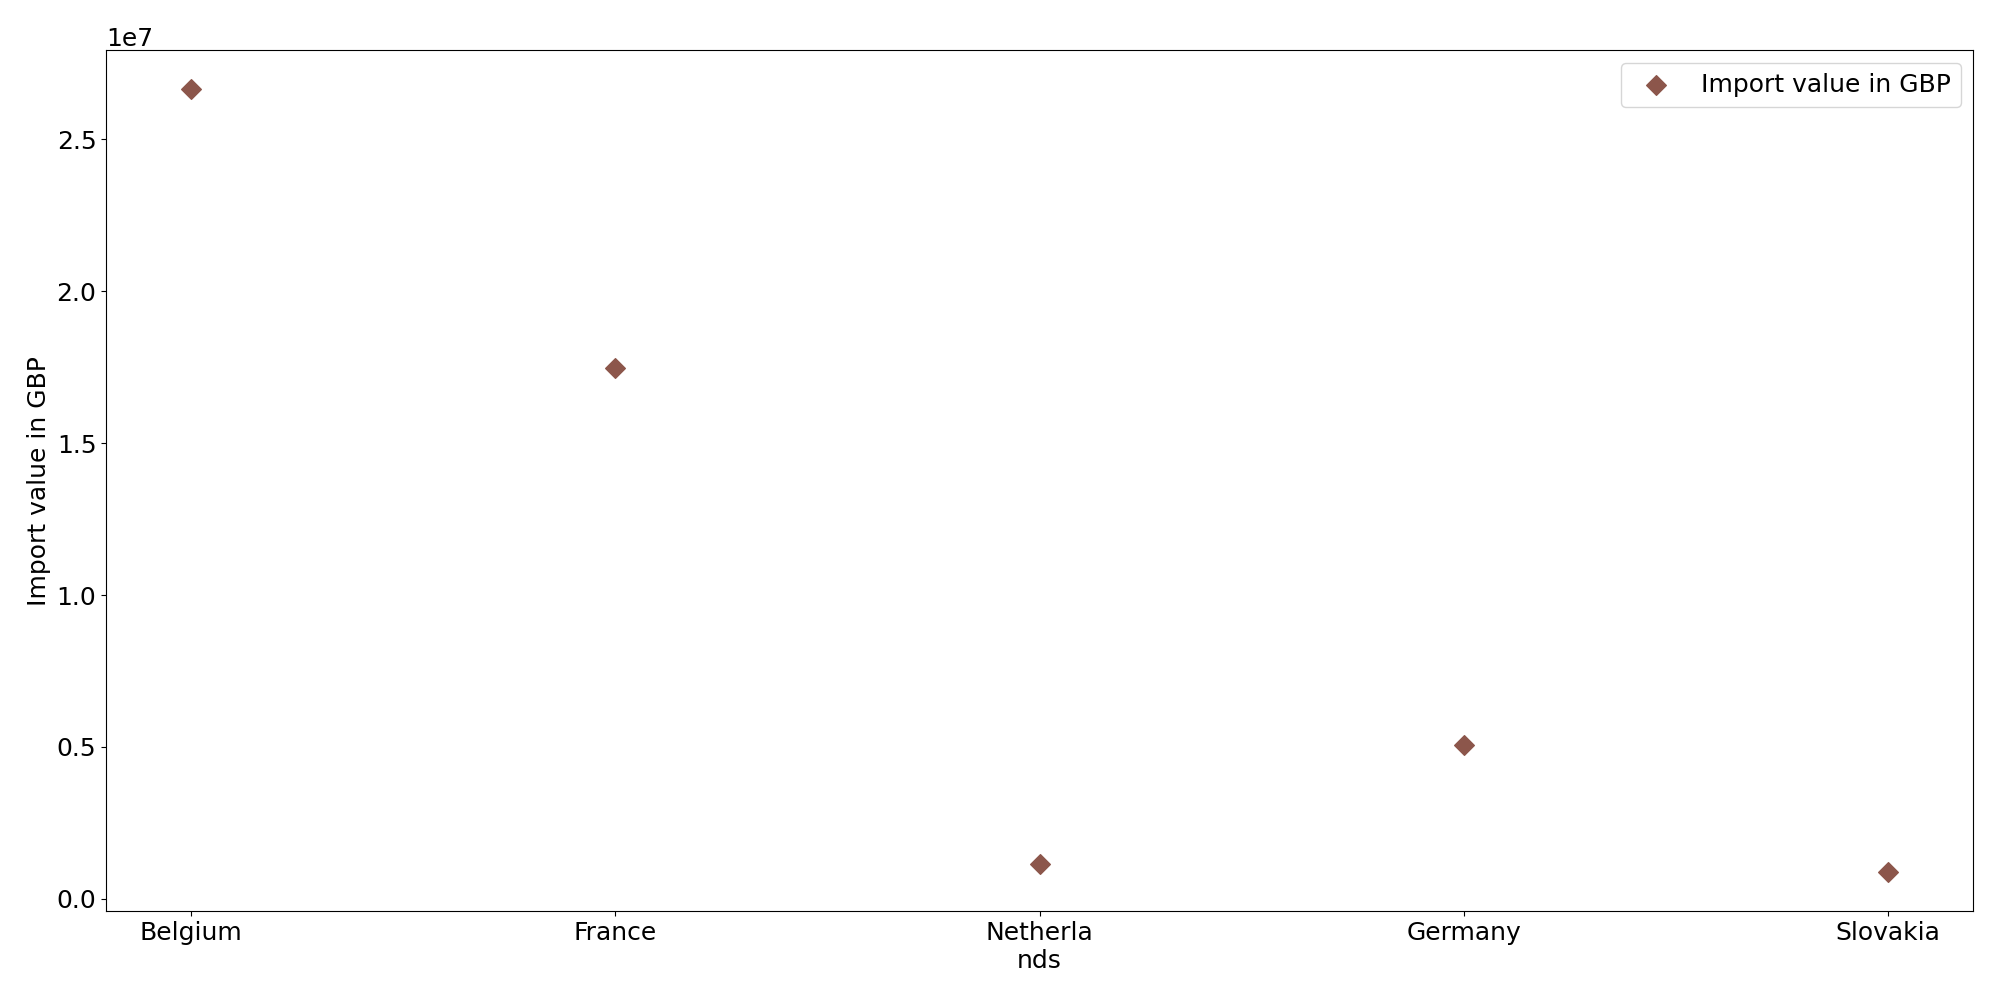 1e7
Import value in GBP
2.5
2.0
1.5
1.0
0.5
0.0
Import value in GBP
Belgium
France
Netherla
nds
Germany
Slovakia